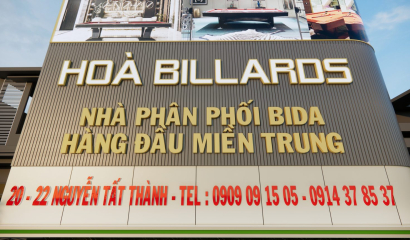 HOÀ BILLARDS
NHÀ PHÂN PHỐI BIDA
HÀNG ĐẦU MIỀN TRUNG
20 - 22 NGUYỄN TẤT THÀNH - TEL : 0909 09 15 05 - 0914 37 85 37